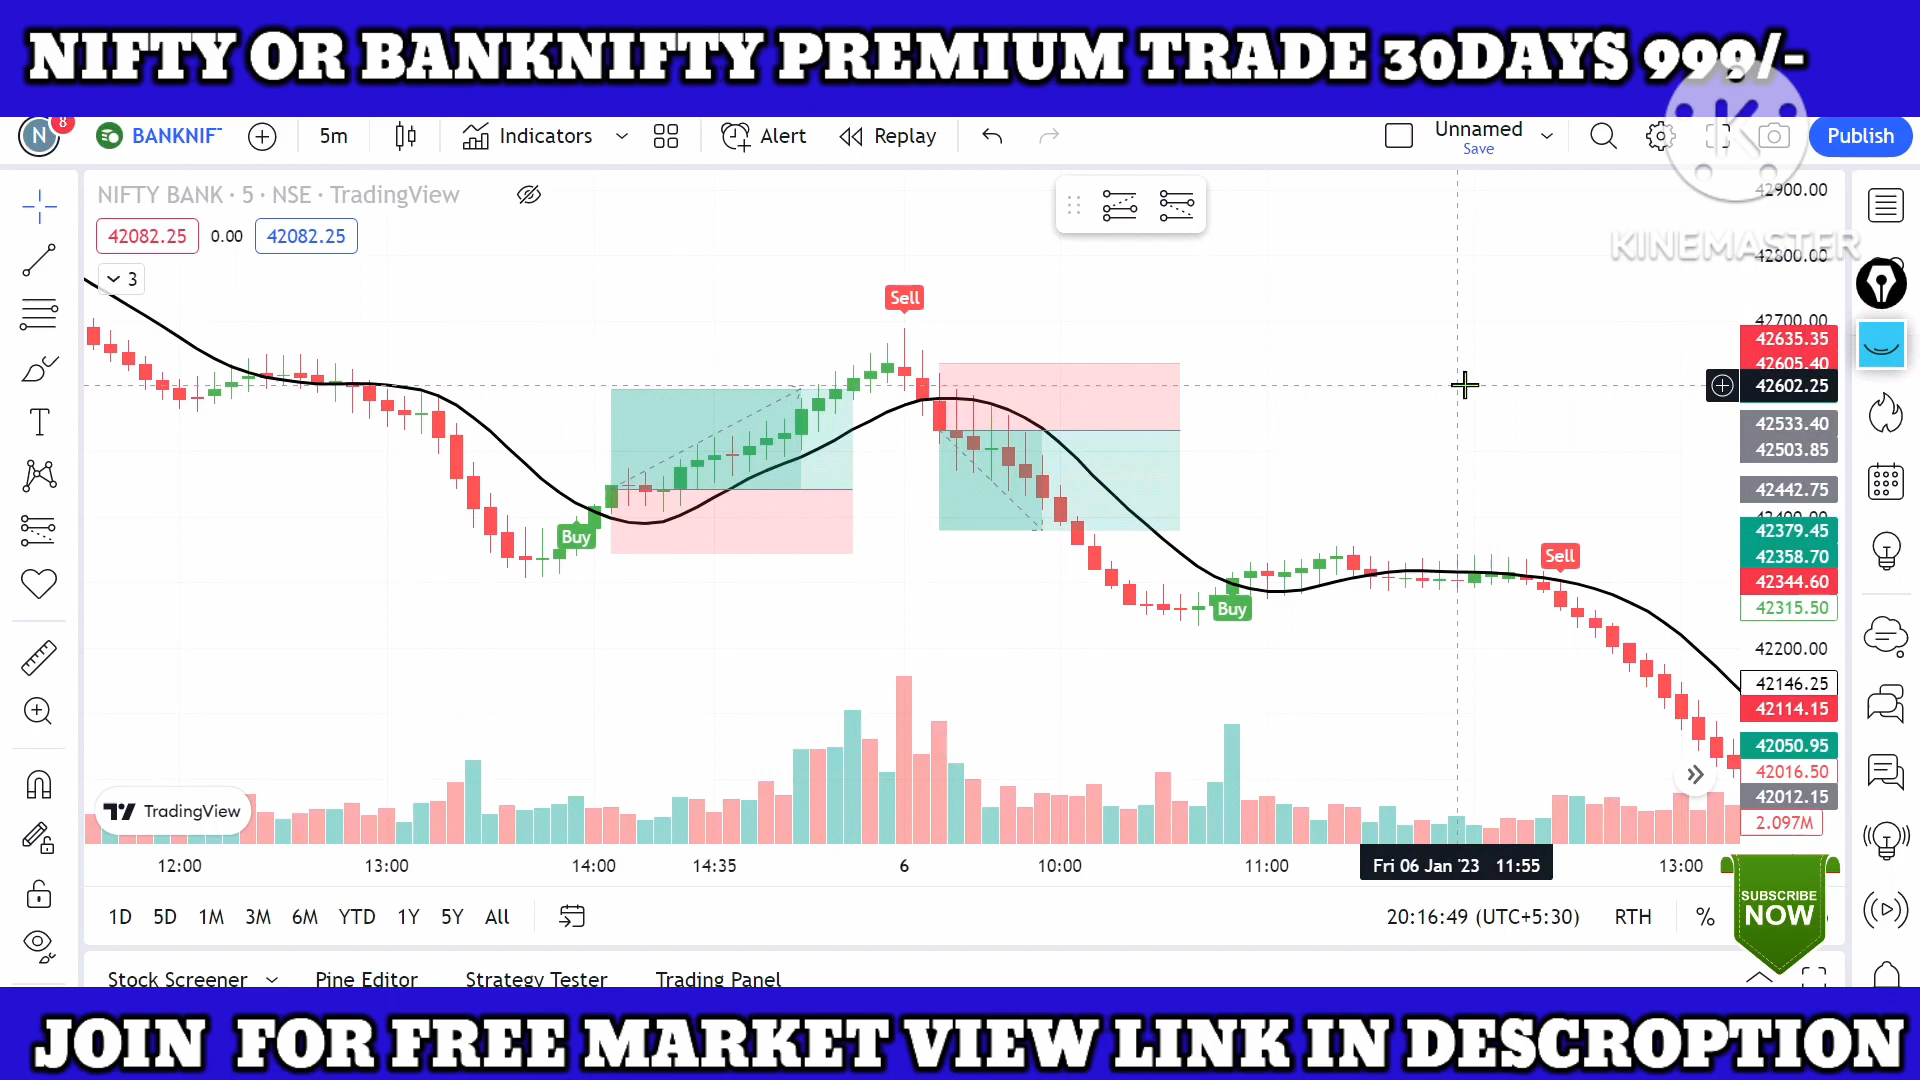 NIFTY OR BANKNIFTY PREMIUM TRADE 30DAYS 999/-
N 8 BANKNIF 5m Indicators Alert Replay Unnamed Save Publish
NIFTY BANK · 5 · NSE · TradingView
42082.25 0.00 42082.25
3
KINEMASTER
42900.00
42800.00
42700.00
42635.35
42605.40
42602.25
42533.40
42503.85
42442.75
42400.00
42379.45
42358.70
42344.60
42315.50
42200.00
42146.25
42114.15
42050.95
42016.50
42012.15
2.097M
Sell
Buy
Sell
Buy
TradingView
12:00 13:00 14:00 14:35 6 10:00 11:00 Fri 06 Jan '23 11:55 13:00
1D 5D 1M 3M 6M YTD 1Y 5Y All 20:16:49 (UTC+5:30) RTH %
SUBSCRIBE
NOW
Stock Screener Pine Editor Strategy Tester Trading Panel
JOIN FOR FREE MARKET VIEW LINK IN DESCROPTION